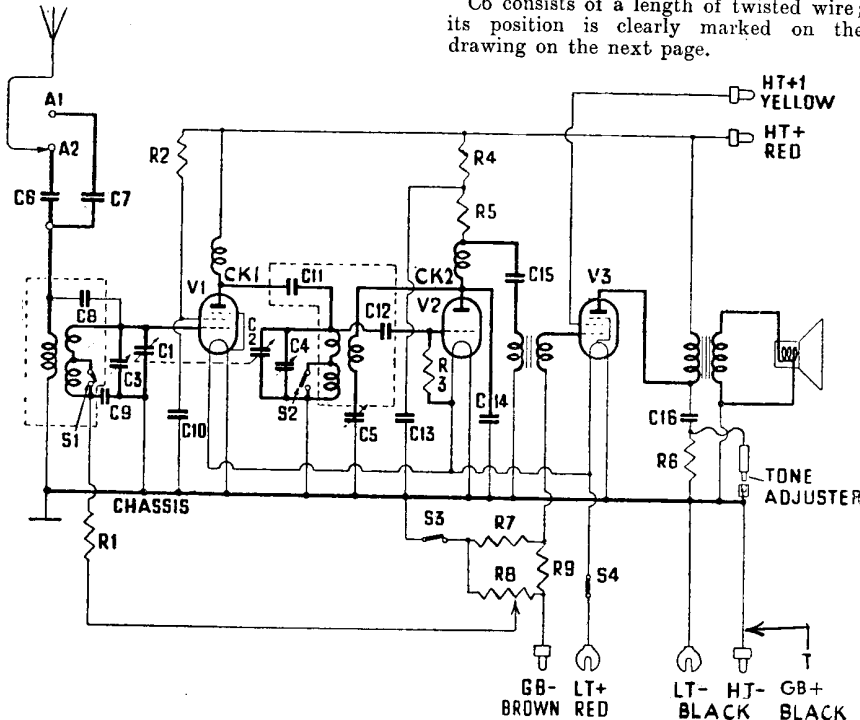 C6 consists of a length of twisted wire;
its position is clearly marked on the
drawing on the next page.
HT+1
YELLOW
HT+
RED
A1
A2
R2
R4
C6
C7
R5
V1
CK1
C11
CK2
V2
C15
V3
C8
C12
C1
C2
C4
R3
C3
C9
S1
C10
S2
C5
C13
C14
C16
R6
TONE
ADJUSTER
CHASSIS
R1
S3
R7
R8
R9
S4
GB-
BROWN
LT+
RED
LT-
HT-
GB+
BLACK
BLACK